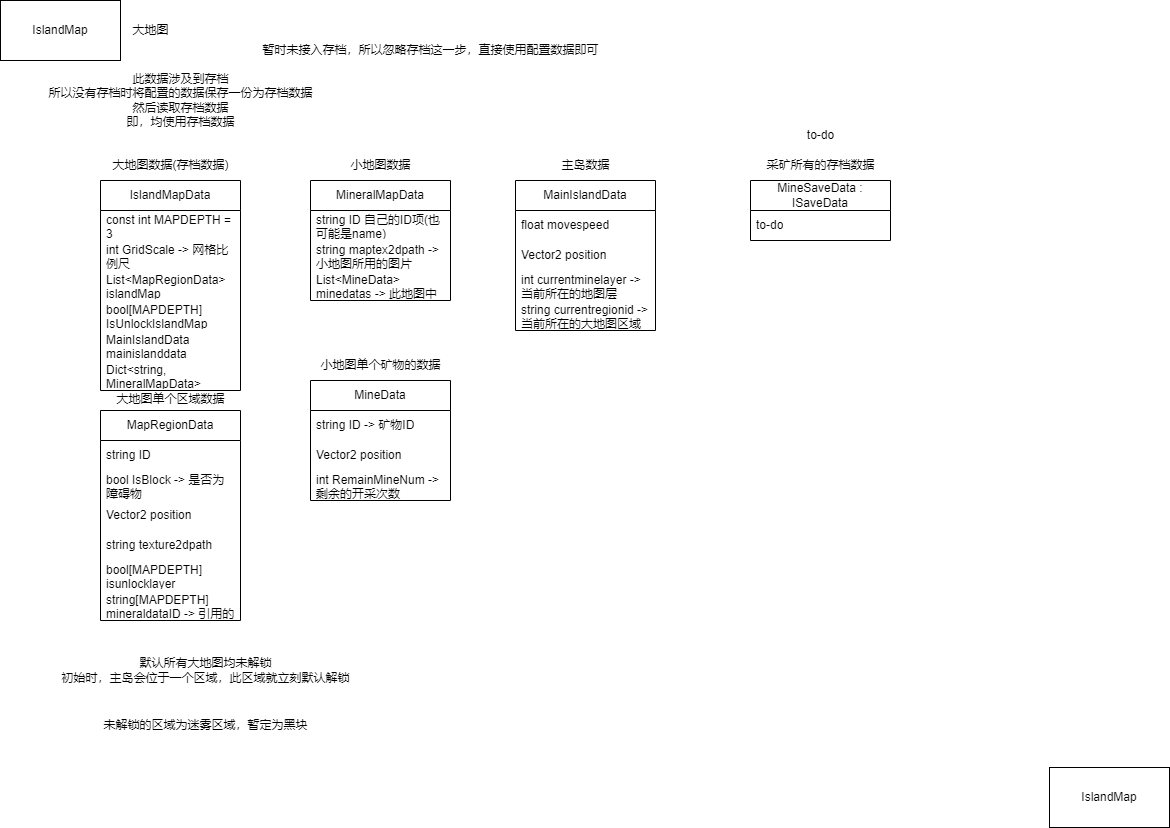 IslandMap
大地图
暂时未接入存档，所以忽略存档这一步，直接使用配置数据即可
此数据涉及到存档
所以没有存档时将配置的数据保存一份为存档数据
然后读取存档数据
即，均使用存档数据
to-do
大地图数据(存档数据)
IslandMapData
const int MAPDEPTH =
3
int GridScale -> 网格比
例尺
List<MapRegionData>
islandMap
bool[MAPDEPTH]
IsUnlockIslandMap
MainIslandData
mainislanddata
Dict<string,
MineralMapData>
小地图数据
MineralMapData
string ID 自己的ID项(也
可能是name)
string maptex2dpath ->
小地图所用的图片
List<MineData>
minedatas -> 此地图中
主岛数据
MainIslandData
float movespeed
Vector2 position
int currentminelayer ->
当前所在的地图层
string currentregionid ->
当前所在的大地图区域
采矿所有的存档数据
MineSaveData :
ISaveData
to-do
大地图单个区域数据
MapRegionData
string ID
bool IsBlock -> 是否为
障碍物
Vector2 position
string texture2dpath
bool[MAPDEPTH]
isunlocklayer
string[MAPDEPTH]
mineraldataID -> 引用的
小地图单个矿物的数据
MineData
string ID -> 矿物ID
Vector2 position
int RemainMineNum ->
剩余的开采次数
默认所有大地图均未解锁
初始时，主岛会位于一个区域，此区域就立刻默认解锁
未解锁的区域为迷雾区域，暂定为黑块
IslandMap